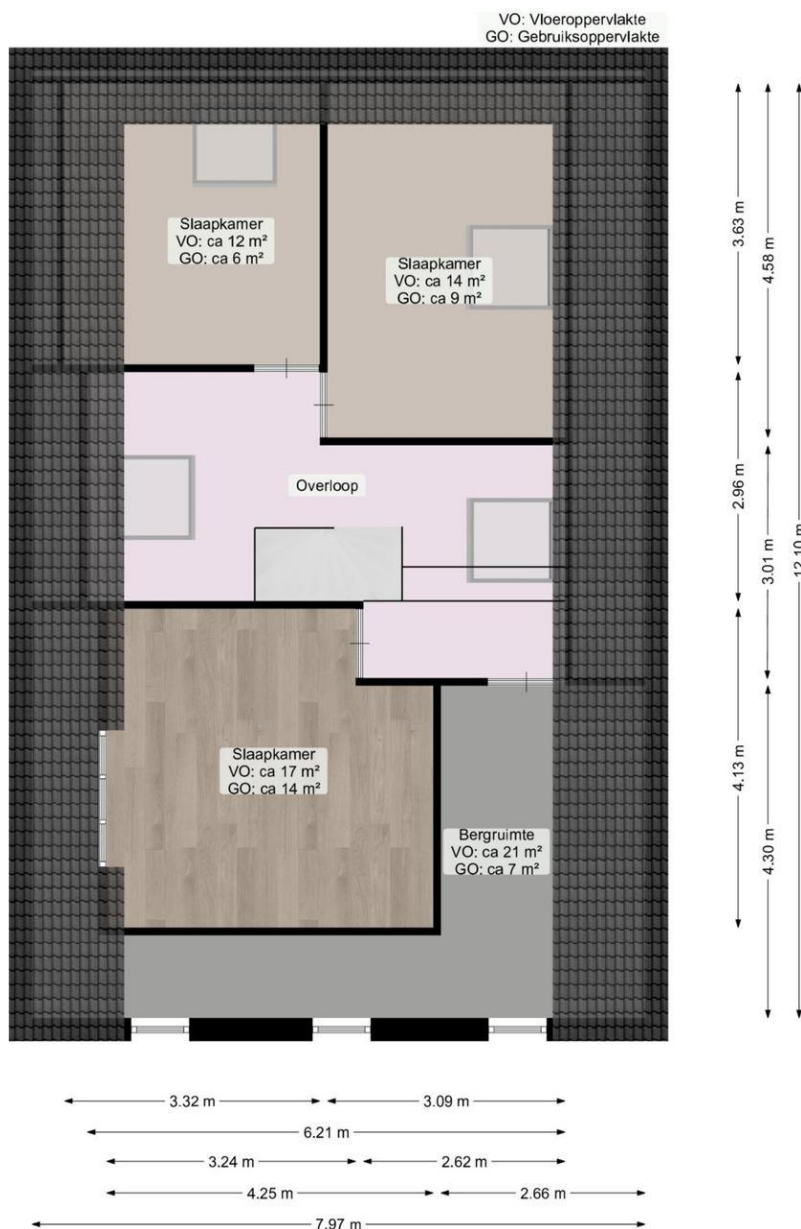 VO: Vloeroppervlakte
GO: Gebruiksoppervlakte
Slaapkamer
VO: ca 12 m²
GO: ca 6 m²
Slaapkamer
VO: ca 14 m²
GO: ca 9 m²
Overloop
Slaapkamer
VO: ca 17 m²
GO: ca 14 m²
Bergruimte
VO: ca 21 m²
GO: ca 7 m²
3.63 m
4.58 m
2.96 m
3.01 m
12.10 m
4.13 m
4.30 m
3.32 m
3.09 m
6.21 m
3.24 m
2.62 m
4.25 m
2.66 m
7.97 m